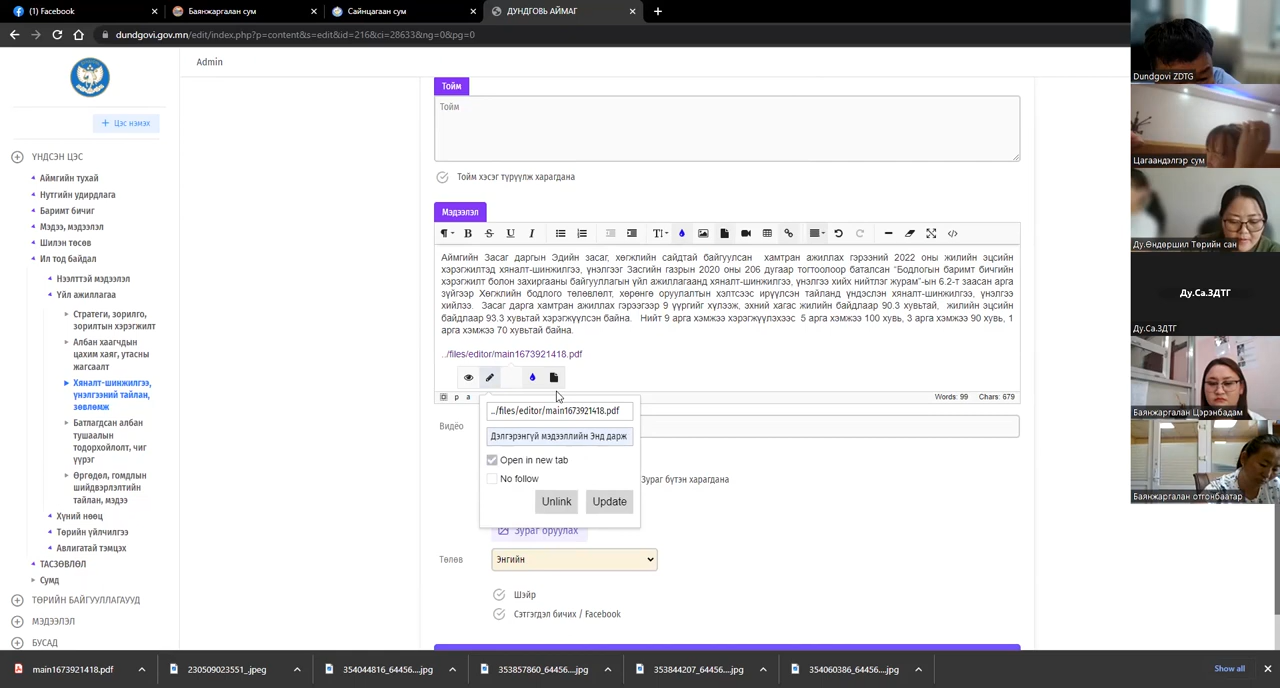 (1) Facebook
Баянжаргалан сум
Сайнцагаан сум
ДУНДГОВЬ АЙМАГ
dundgovi.gov.mn/edit/index.php?p=content&s=edit&id=216&ci=28633&ng=0&pg=0
Admin
Цэс нэмэх
ҮНДСЭН ЦЭС
Аймгийн тухай
Нутгийн удирдлага
Баримт бичиг
Мэдээ, мэдээлэл
Шилэн төсөв
Ил тод байдал
Нээлттэй мэдээлэл
Үйл ажиллагаа
Стратеги, зорилго,
зорилтын хэрэгжилт
Албан хаагчдын
цахим хаяг, утасны
жагсаалт
Хяналт-шинжилгээ,
үнэлгээний тайлан,
зөвлөмж
Батлагдсан албан
тушаалын
тодорхойлолт, чиг
үүрэг
Өргөдөл, гомдлын
шийдвэрлэлтийн
тайлан, мэдээ
Хүний нөөц
Төрийн үйлчилгээ
Авлигатай тэмцэх
ТАСЗӨВЛӨЛ
Сумд
ТӨРИЙН БАЙГУУЛЛАГАУУД
МЭДЭЭЛЭЛ
БУСАД
Тойм
Тойм
Тойм хэсэг түрүүлж харагдана
Мэдээлэл
Аймгийн Засаг даргын Эдийн засаг, хөгжлийн сайдтай байгуулсан хамтран ажиллах гэрээний 2022 оны жилийн эцсийн
хэрэгжилтэд хяналт-шинжилгээ, үнэлгээг Засгийн газрын 2020 оны 206 дугаар тогтоолоор баталсан “Бодлогын баримт бичгийн
хэрэгжилт болон захиргааны байгууллагын үйл ажиллагаанд хяналт-шинжилгээ, үнэлгээ хийх нийтлэг журам”-ын 6.2-т заасан арга
зүйгээр Хөгжлийн бодлого төлөвлөлт, хөрөнгө оруулалтын хэлтсээс ирүүлсэн тайланд үндэслэн хяналт-шинжилгээ, үнэлгээ
хийлээ. Засаг дарга хамтран ажиллах гэрээгээр 9 үүргийг хүлээж, эхний хагас жилийн байдлаар 90.3 хувьтай, жилийн эцсийн
байдлаар 93.3 хувьтай хэрэгжүүлсэн байна. Нийт 9 арга хэмжээ хэрэгжүүлэхээс 5 арга хэмжээ 100 хувь, 3 арга хэмжээ 90 хувь, 1
арга хэмжээ 70 хувьтай байна.
../files/editor/main1673921418.pdf
p a
Words: 99 Chars: 679
../files/editor/main1673921418.pdf
Дэлгэрэнгүй мэдээллийн Энд дарж
Open in new tab
No follow
Unlink Update
Видёо
Зураг бүтэн харагдана
Зураг оруулах
Төлөв
Энгийн
Шэйр
Сэтгэгдэл бичих / Facebook
Dundgovi ZDTG
Цагаандэлгэр сум
Ду.Өндөршил Төрийн сан
Ду.Са.ЗДТГ
Ду.Са.ЗДТГ
Баянжаргалан Цэрэнбадам
Баянжаргалан отгонбаатар
main1673921418.pdf
230509023551_.jpeg
354044816_64456....jpg
353857860_64456....jpg
353844207_64456....jpg
354060386_64456....jpg
Show all